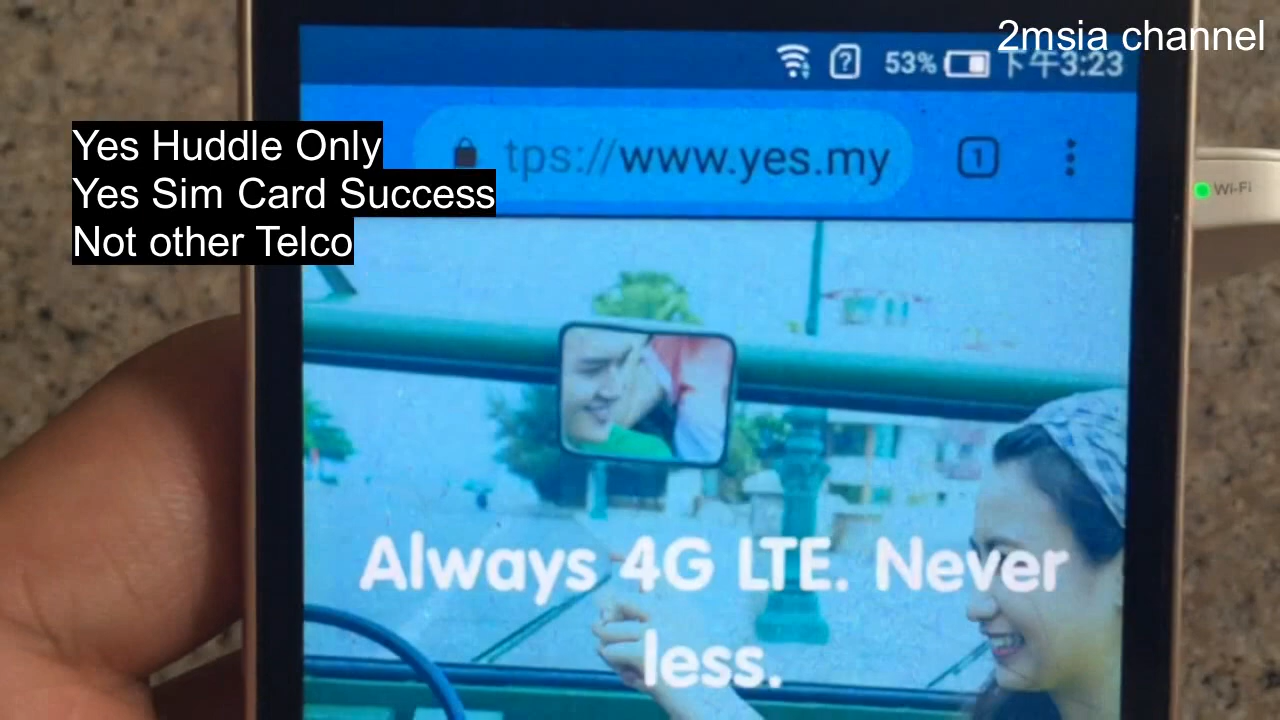 2msia channel
53% 下午3:23
Yes Huddle Only
Yes Sim Card Success
Not other Telco
tps://www.yes.my
1
Wi-Fi
Always 4G LTE. Never
less.